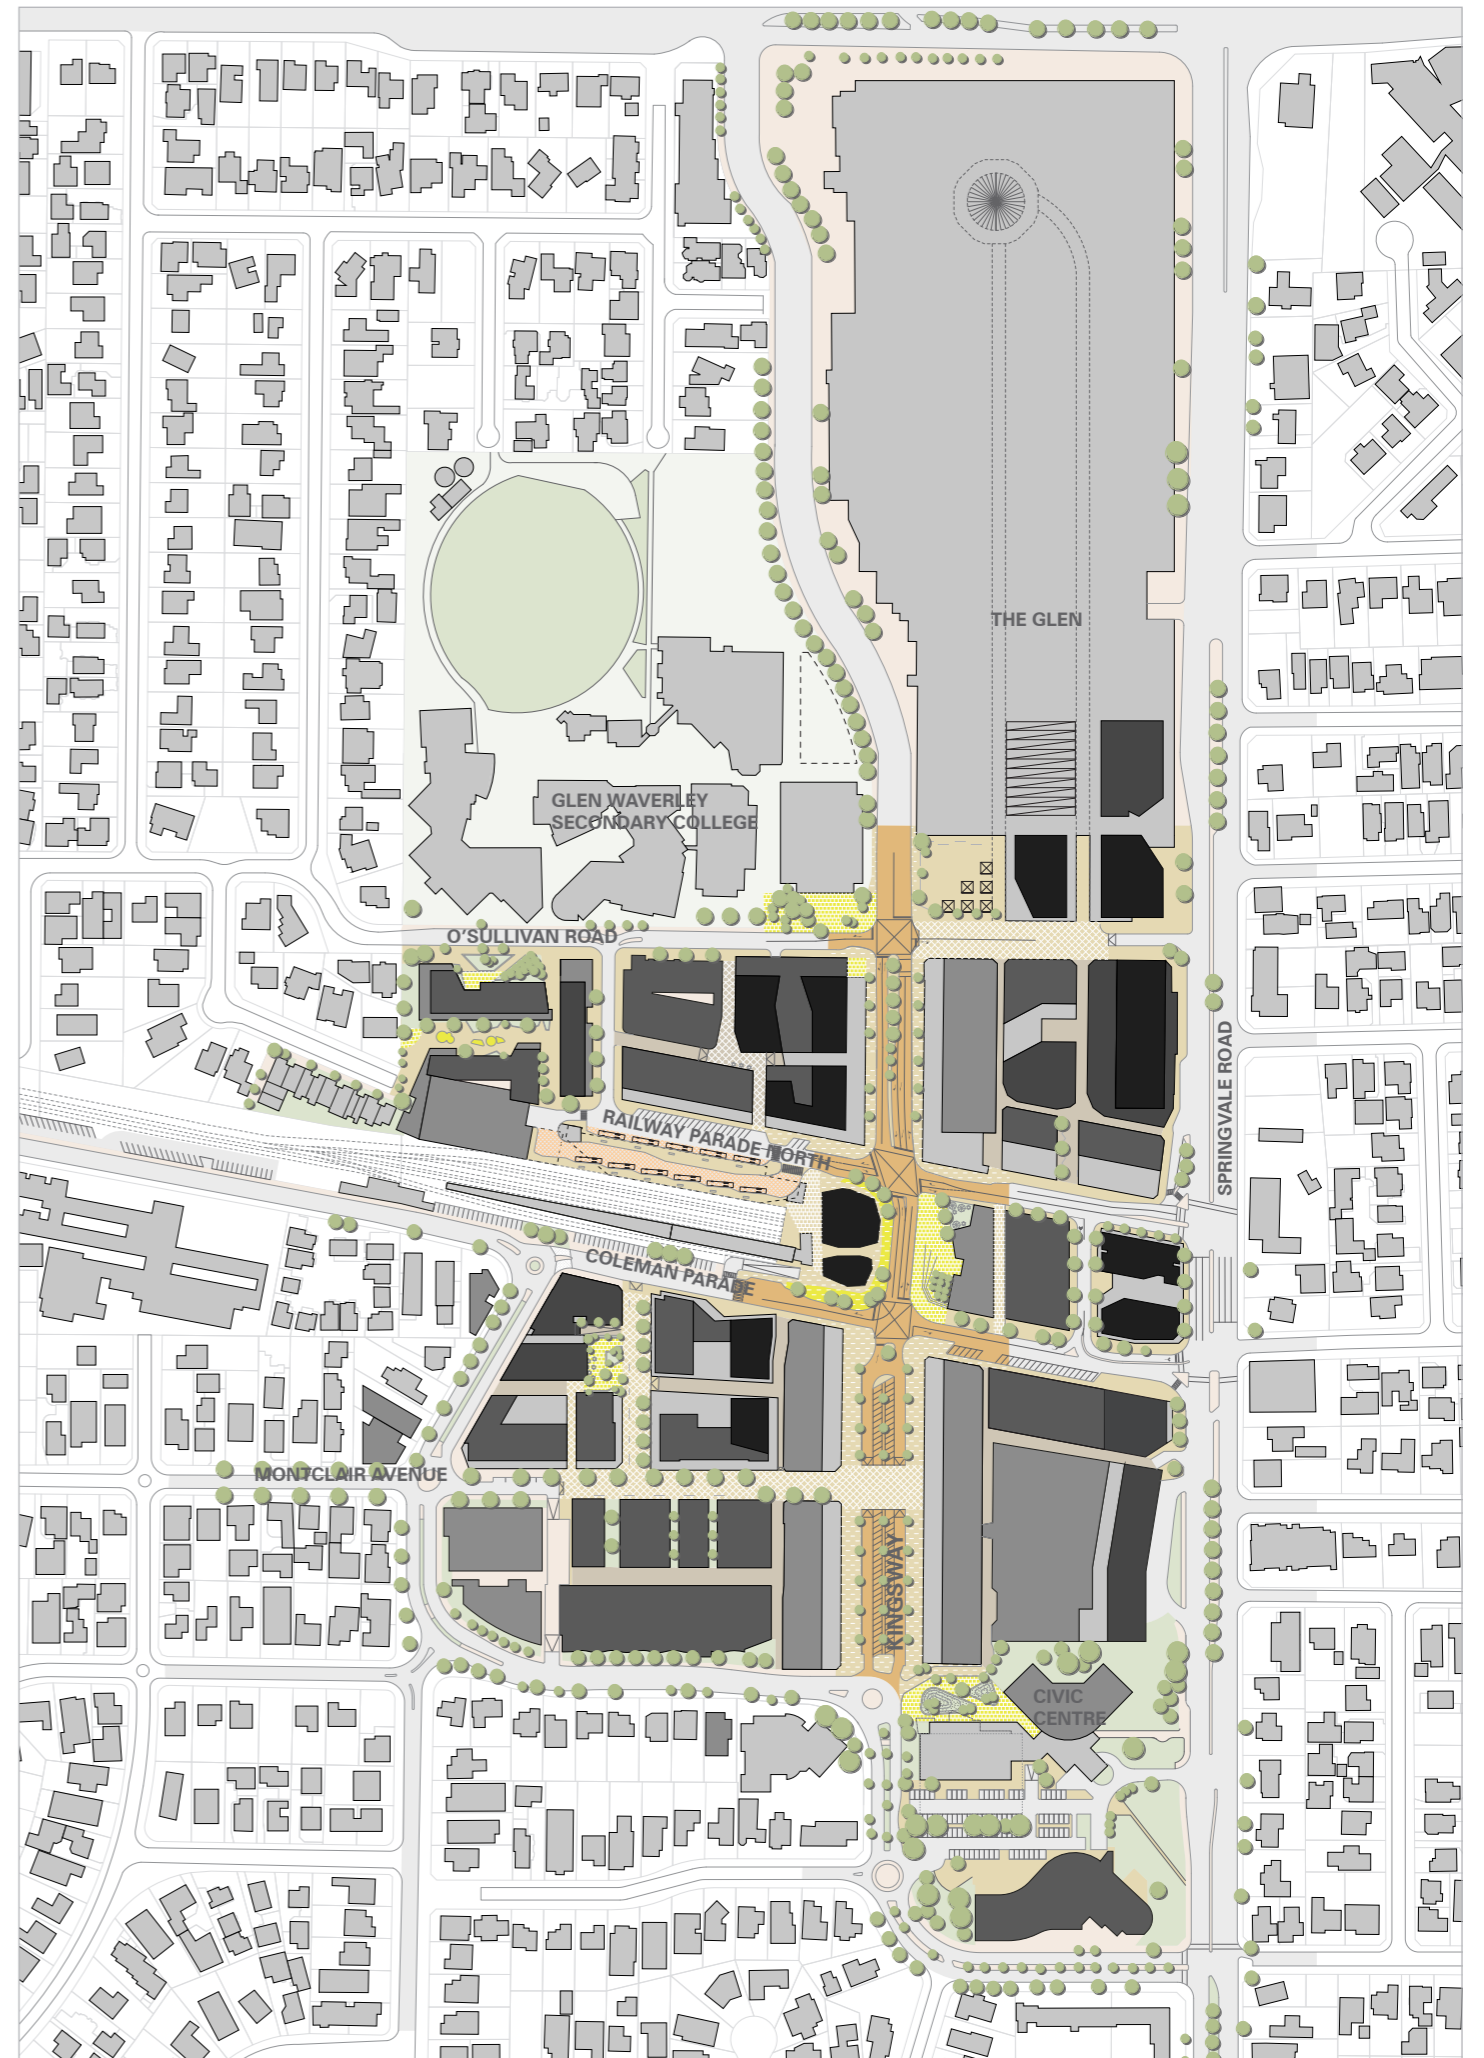 THE GLEN
GLEN WAVERLEY
SECONDARY COLLEGE
O'SULLIVAN ROAD
SPRINGVALE ROAD
RAILWAY PARADE NORTH
COLEMAN PARADE
MONTCLAIR AVENUE
KINGSWAY
CIVIC
CENTRE